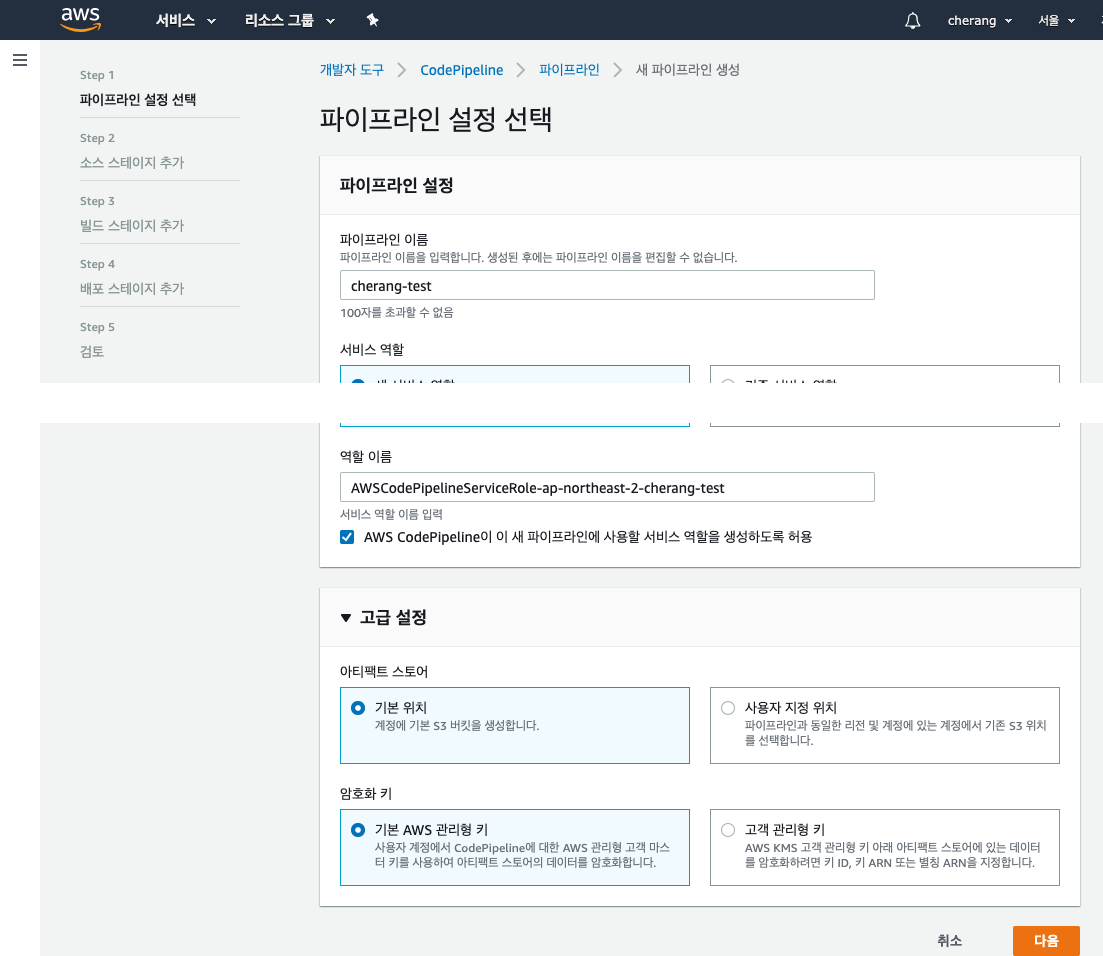 aws 서비스 리소스 그룹 cherang 서울
개발자 도구 CodePipeline 파이프라인 새 파이프라인 생성
Step 1
파이프라인 설정 선택
Step 2
소스 스테이지 추가
Step 3
빌드 스테이지 추가
Step 4
배포 스테이지 추가
Step 5
검토
파이프라인 설정 선택
파이프라인 설정
파이프라인 이름
파이프라인 이름을 입력합니다. 생성된 후에는 파이프라인 이름을 편집할 수 없습니다.
cherang-test
100자를 초과할 수 없음
서비스 역할
역할 이름
AWSCodePipelineServiceRole-ap-northeast-2-cherang-test
서비스 역할 이름 입력
AWS CodePipeline이 이 새 파이프라인에 사용할 서비스 역할을 생성하도록 허용
고급 설정
아티팩트 스토어
기본 위치
계정에 기본 S3 버킷을 생성합니다.
사용자 지정 위치
파이프라인과 동일한 리전 및 계정에 있는 계정에서 기존 S3 위치
를 선택합니다.
암호화 키
기본 AWS 관리형 키
사용자 계정에서 CodePipeline에 대한 AWS 관리형 고객 마스
터 키를 사용하여 아티팩트 스토어의 데이터를 암호화합니다.
고객 관리형 키
AWS KMS 고객 관리형 키 아래 아티팩트 스토어에 있는 데이터
를 암호화하려면 키 ID, 키 ARN 또는 별칭 ARN을 지정합니다.
취소 다음